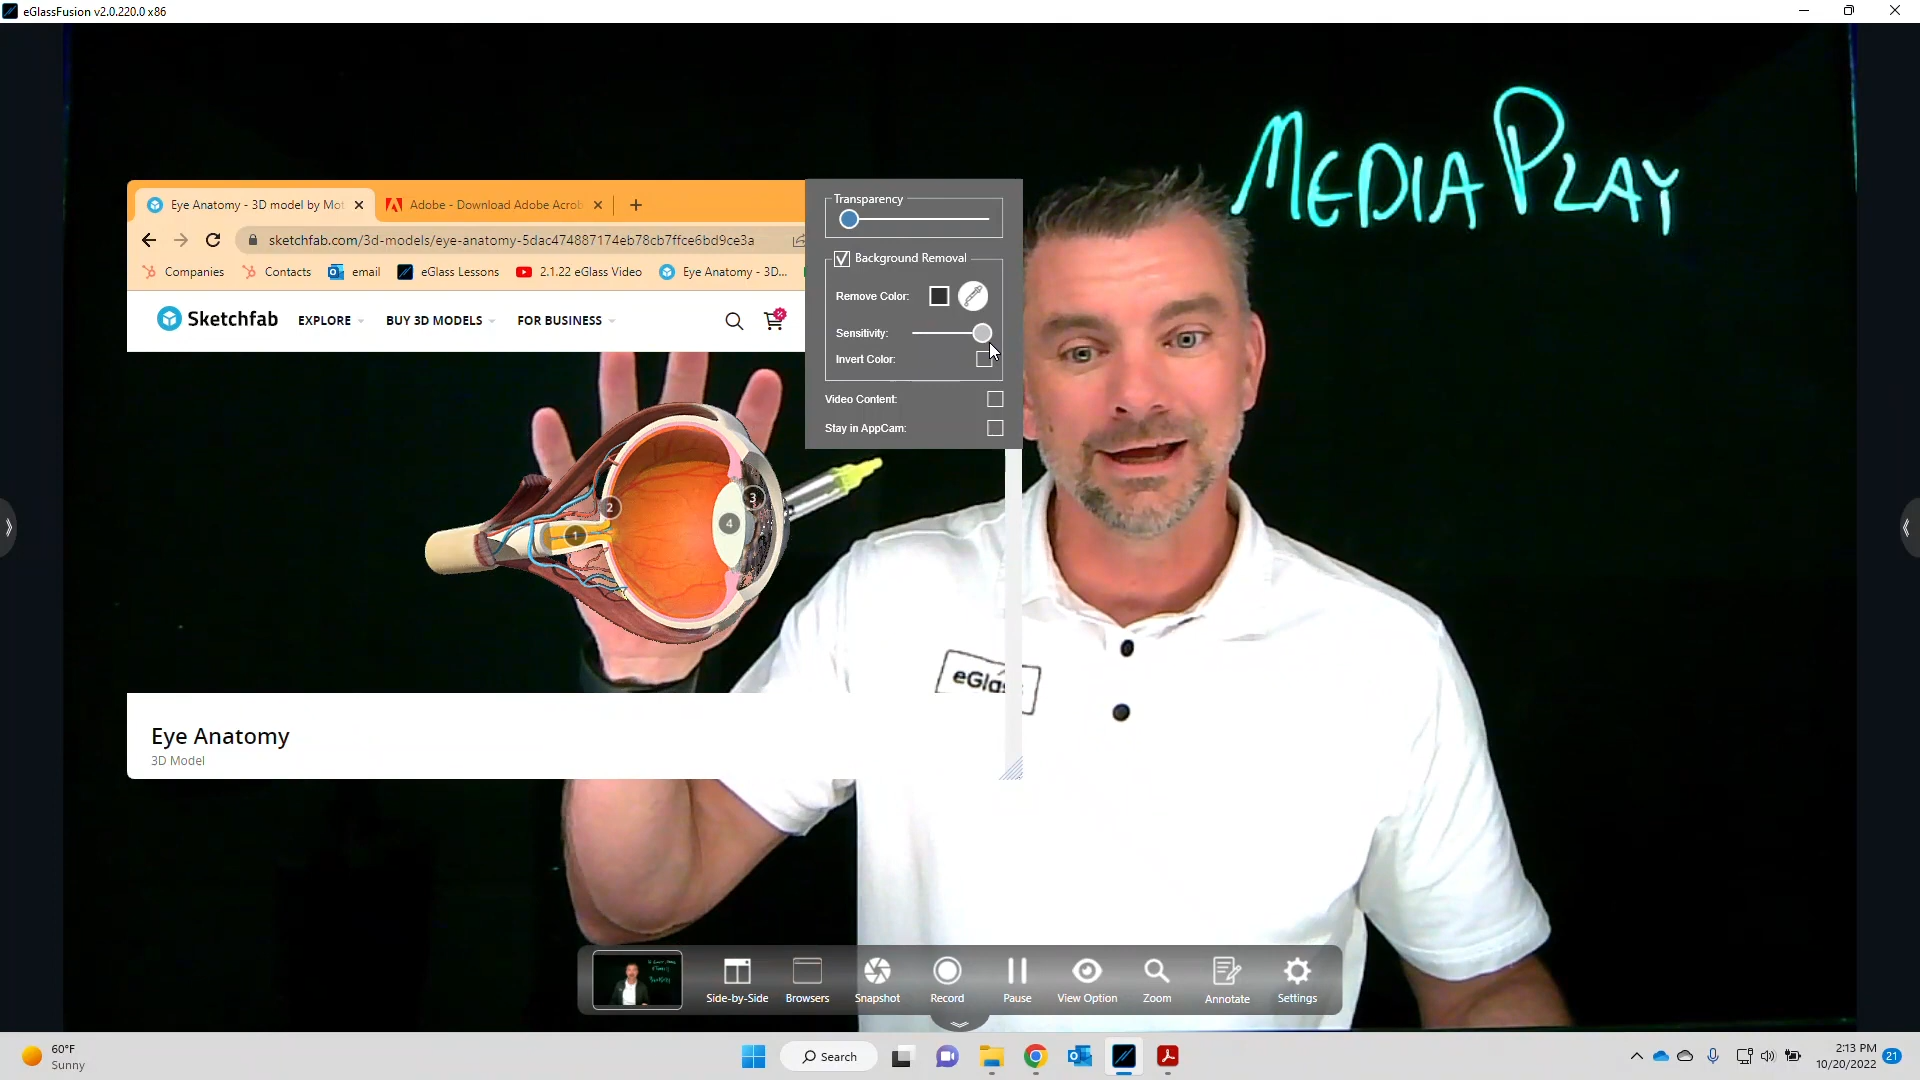 eGlassFusion v2.0.220.0 x86
MEDIA PLAY
Eye Anatomy - 3D model by Mot
Adobe - Download Adobe Acrob
sketchfab.com/3d-models/eye-anatomy-5dac474887174eb78cb7ffce6bd9ce3a
Companies Contacts email eGlass Lessons 2.1.22 eGlass Video Eye Anatomy - 3D...
Sketchfab EXPLORE BUY 3D MODELS FOR BUSINESS
Transparency
Background Removal
Remove Color:
Sensitivity:
Invert Color:
Video Content:
Stay in AppCam:
1
2
3
4
eGlas
Eye Anatomy
3D Model
Side-by-Side Browsers Snapshot Record Pause View Option Zoom Annotate Settings
60°F
Sunny
Search
2:13 PM
10/20/2022
21